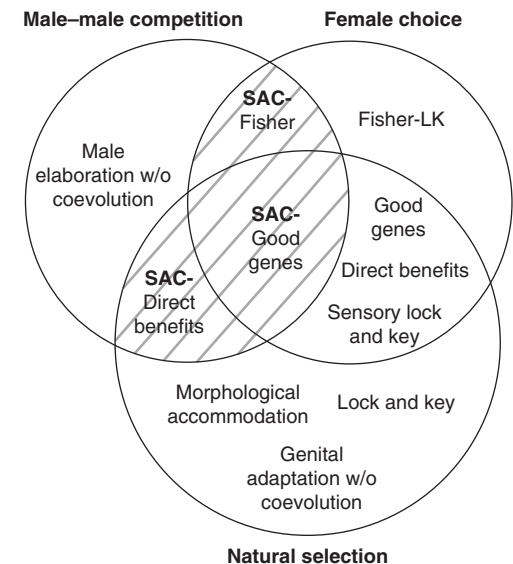 Male–male competition
Female choice
SAC-
Fisher
Fisher-LK
Male
elaboration w/o
coevolution
SAC-
Good
genes
Good
genes
Direct benefits
SAC-
Direct
benefits
Sensory lock
and key
Morphological
accommodation
Lock and key
Genital
adaptation w/o
coevolution
Natural selection